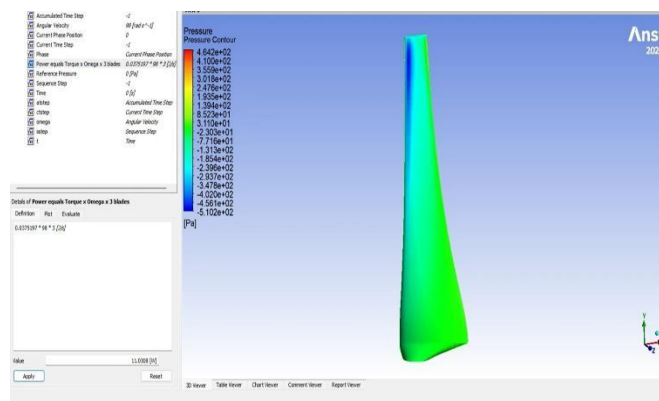 Accumulated Time Step -1
Angular Velocity 98 [rad s^-1]
Current Phase Position 0
Current Time Step -1
Phase Current Phase Position
Power equals Torque x Omega x 3 blades 0.0375197 * 98 * 3
Reference Pressure 0 [Pa]
Sequence Step -1
Time 0 [s]
atstep Accumulated Time Step
ctstep Current Time Step
omega Angular Velocity
sstep Sequence Step
t Time
Details of Power equals Torque x Omega x 3 blades
Definition Plot Evaluate
0.0375197 * 98 * 3
Value 11.0308 [W]
Apply Reset
Pressure
Pressure Contour
4.642e+02
4.100e+02
3.559e+02
3.018e+02
2.476e+02
1.935e+02
1.394e+02
8.523e+01
3.110e+01
-2.303e+01
-7.716e+01
-1.313e+02
-1.854e+02
-2.396e+02
-2.937e+02
-3.478e+02
-4.020e+02
-4.561e+02
-5.102e+02
[Pa]
Ans
202
Y
Z
3D Viewer Table Viewer Chart Viewer Comment Viewer Report Viewer